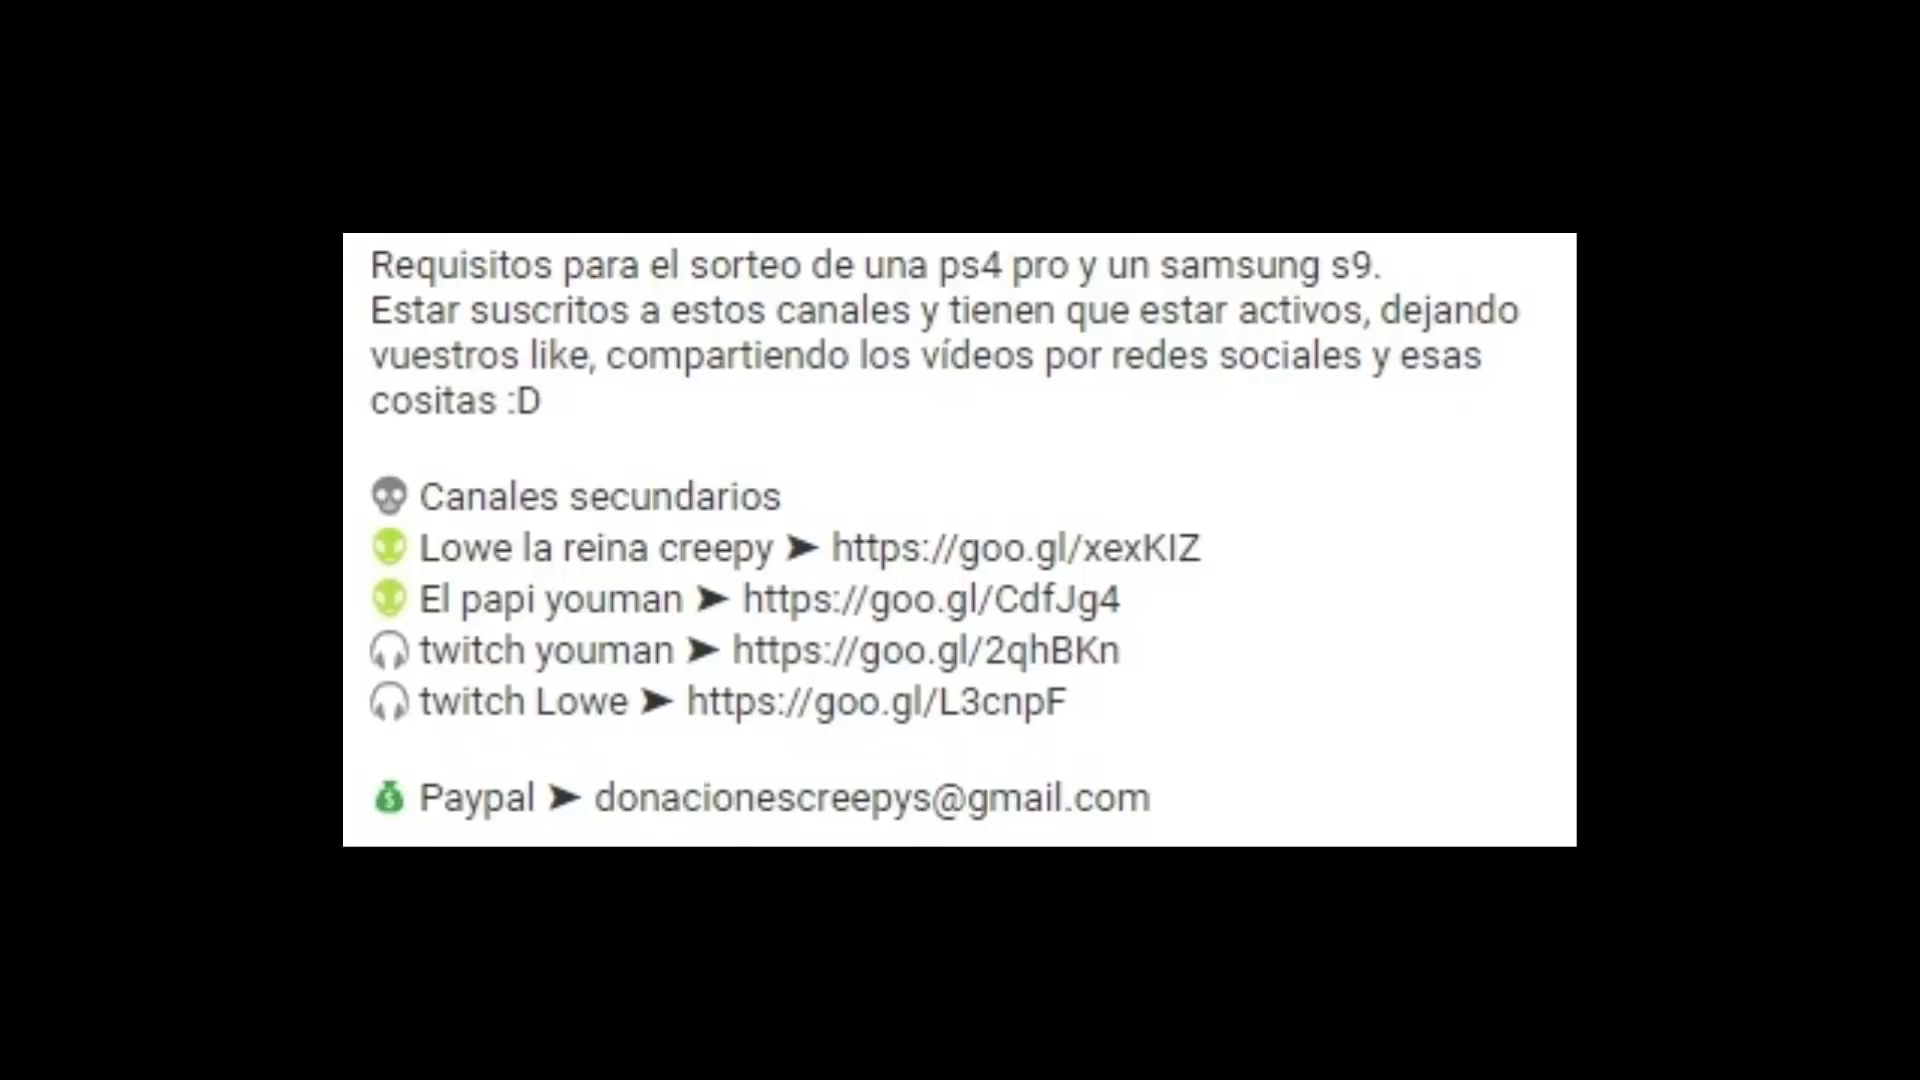 Requisitos para el sorteo de una ps4 pro y un samsung s9.
Estar suscritos a estos canales y tienen que estar activos, dejando
vuestros like, compartiendo los vídeos por redes sociales y esas
cositas :D
💀 Canales secundarios
👽 Lowe la reina creepy ➤ https://goo.gl/xexKIZ
👽 El papi youman ➤ https://goo.gl/CdfJg4
🎧 twitch youman ➤ https://goo.gl/2qhBKn
🎧 twitch Lowe ➤ https://goo.gl/L3cnpF
💰 Paypal ➤ donacionescreepys@gmail.com